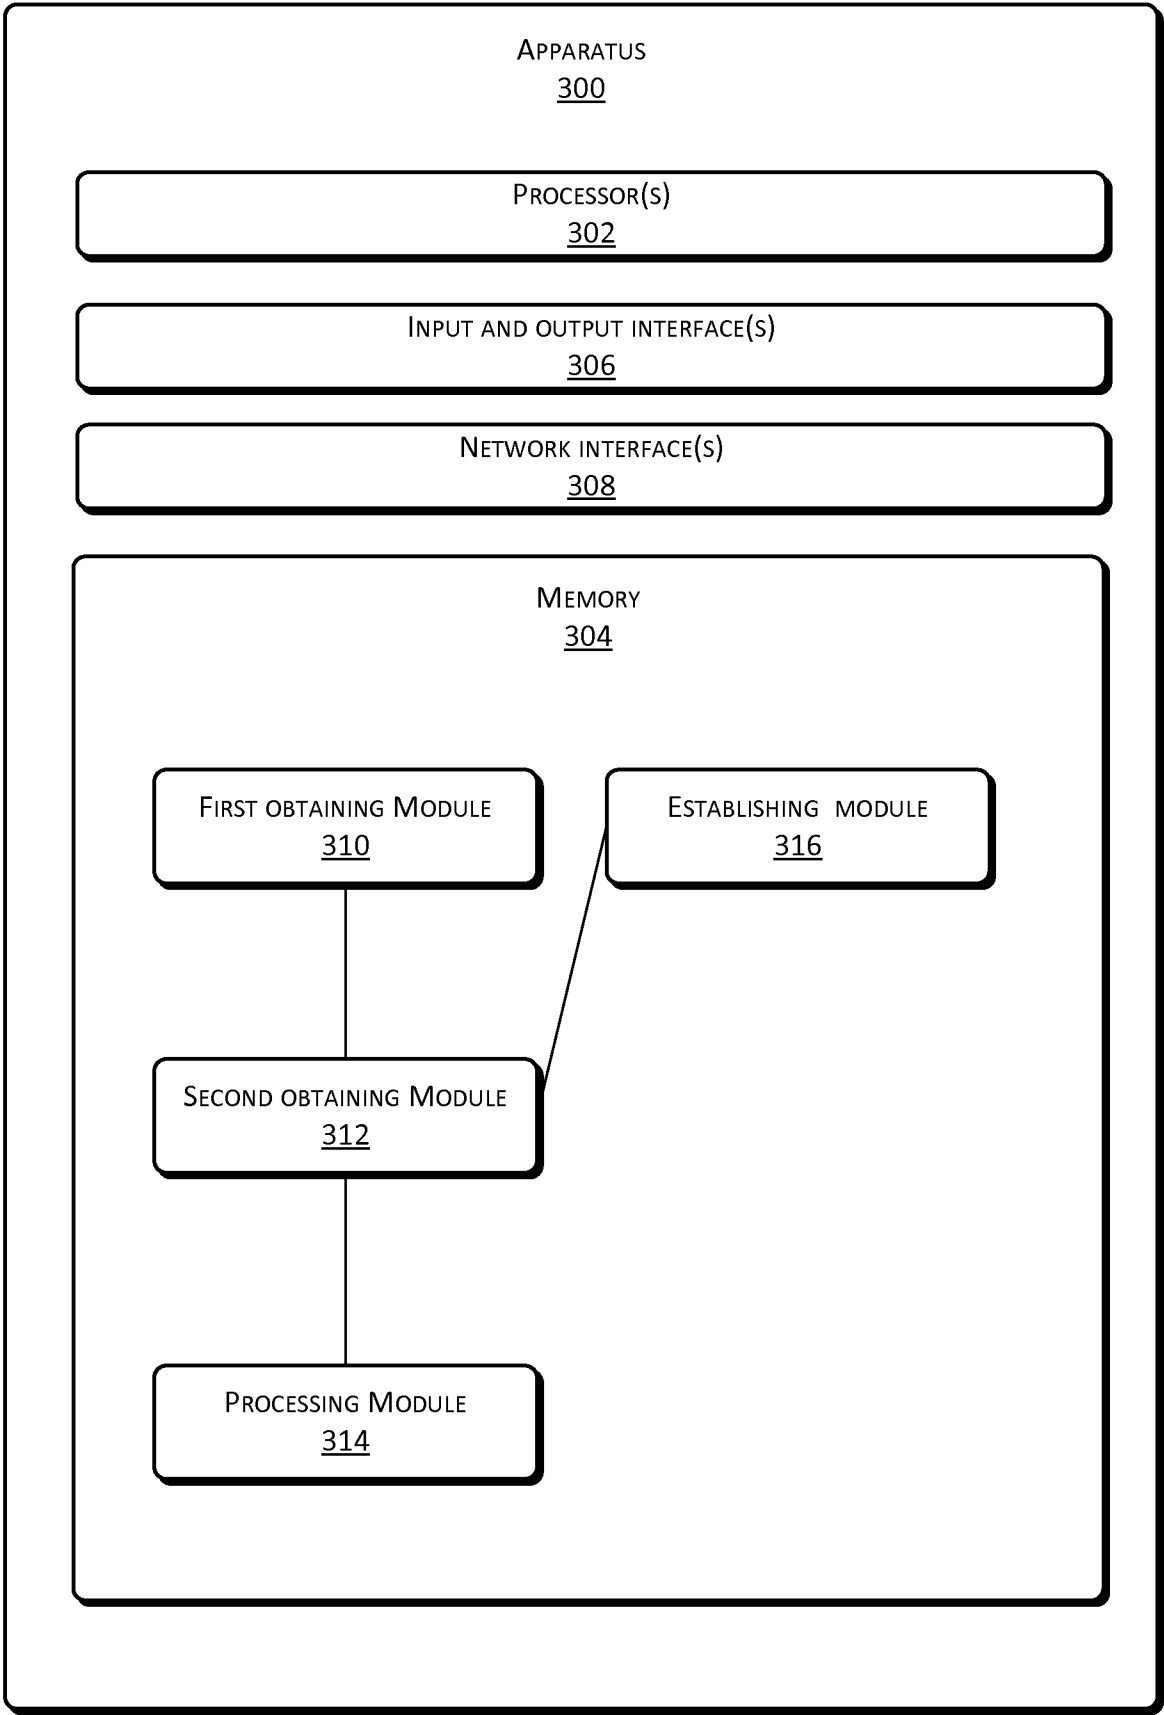 Apparatus
300
Processor(s)
302
Input and output interface(s)
306
Network interface(s)
308
Memory
304
First obtaining Module
310
Establishing module
316
Second obtaining Module
312
Processing Module
314